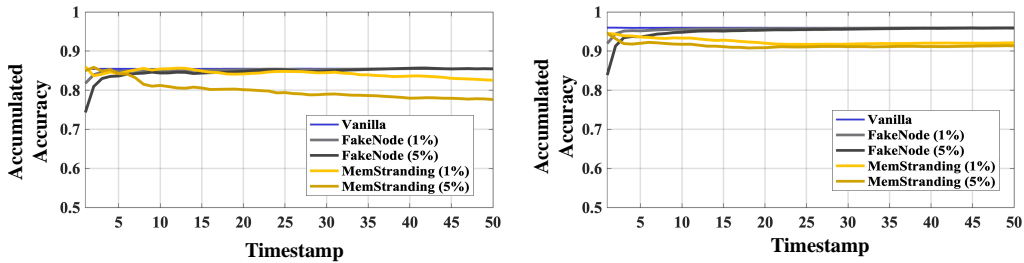 Accumulated
Accuracy
1
0.9
0.8
0.7
0.6
0.5
Vanilla
FakeNode (1%)
FakeNode (5%)
MemStranding (1%)
MemStranding (5%)
5 10 15 20 25 30 35 40 45 50
Timestamp
Accumulated
Accuracy
1
0.9
0.8
0.7
0.6
0.5
Vanilla
FakeNode (1%)
FakeNode (5%)
MemStranding (1%)
MemStranding (5%)
5 10 15 20 25 30 35 40 45 50
Timestamp